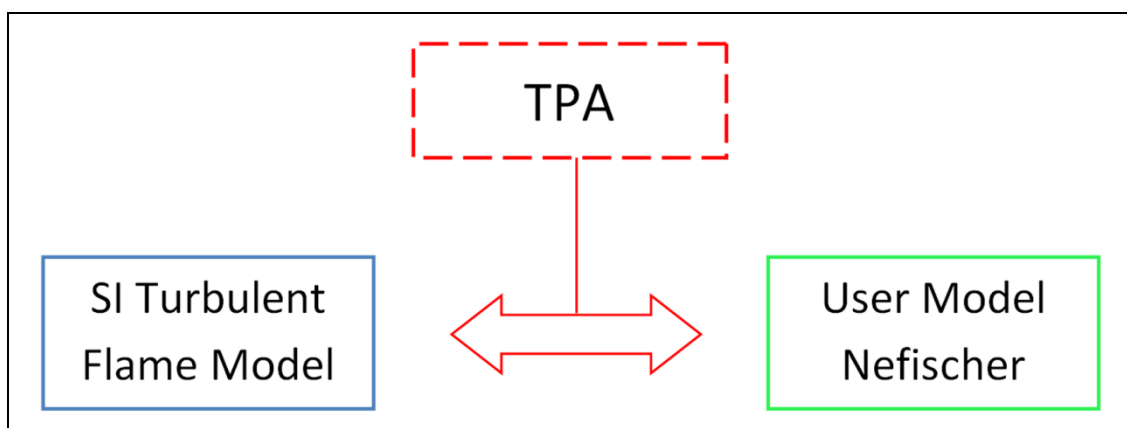 TPA
SI Turbulent
Flame Model
User Model
Nefischer